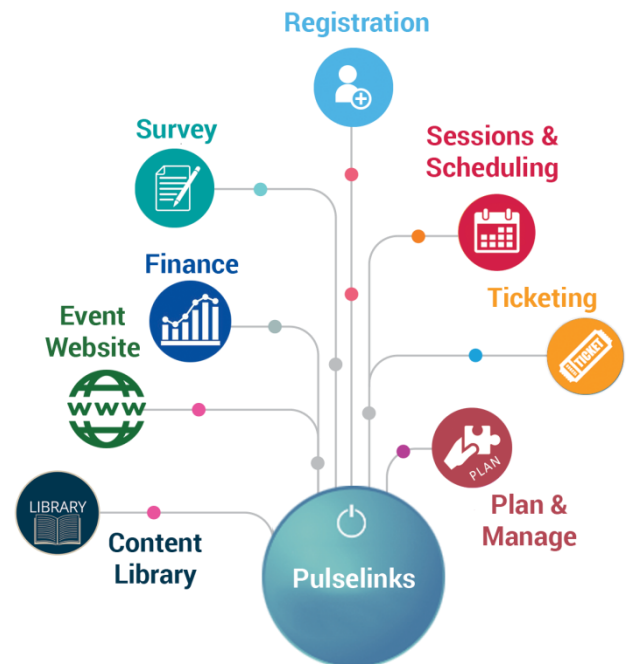 Registration
Survey
Sessions &
Scheduling
Finance
Ticketing
Event
Website
TICKET
WWW
PLAN
LIBRARY
Plan &
Manage
Content
Library
Pulselinks